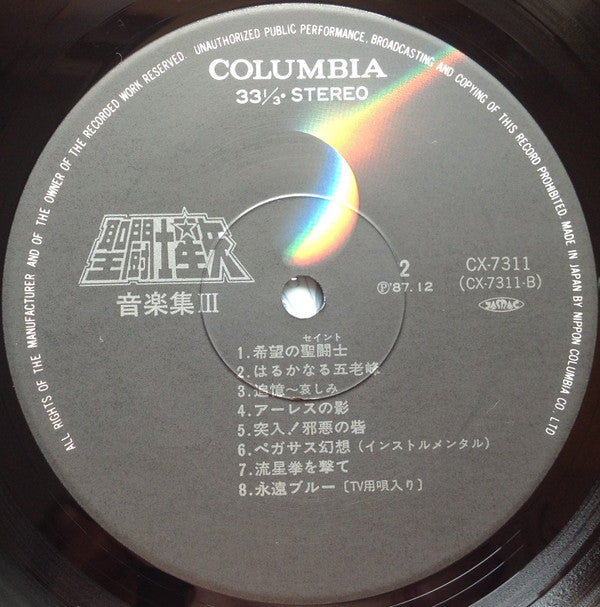 ALL RIGHTS OF THE MANUFACTURER AND OF THE OWNER OF THE RECORDED WORK RESERVED. UNAUTHORIZED PUBLIC PERFORMANCE, BROADCASTING AND COPYING OF THIS RECORD PROHIBITED MADE IN JAPAN BY NIPPON COLUMBIA CO., LTD
COLUMBIA
33⅓• STEREO
聖闘士星矢
音楽集III
2
Ⓟ'87.12
CX-7311
(CX-7311-B)
JASRAC
セイント
1.希望の聖闘士
2.はるかなる五老峰
3.追憶〜哀しみ
4.アーレスの影
5.突入!邪悪の砦
6.ペガサス幻想(インストルメンタル)
7.流星拳を撃て
8.永遠ブルー〔TV用唄入り〕